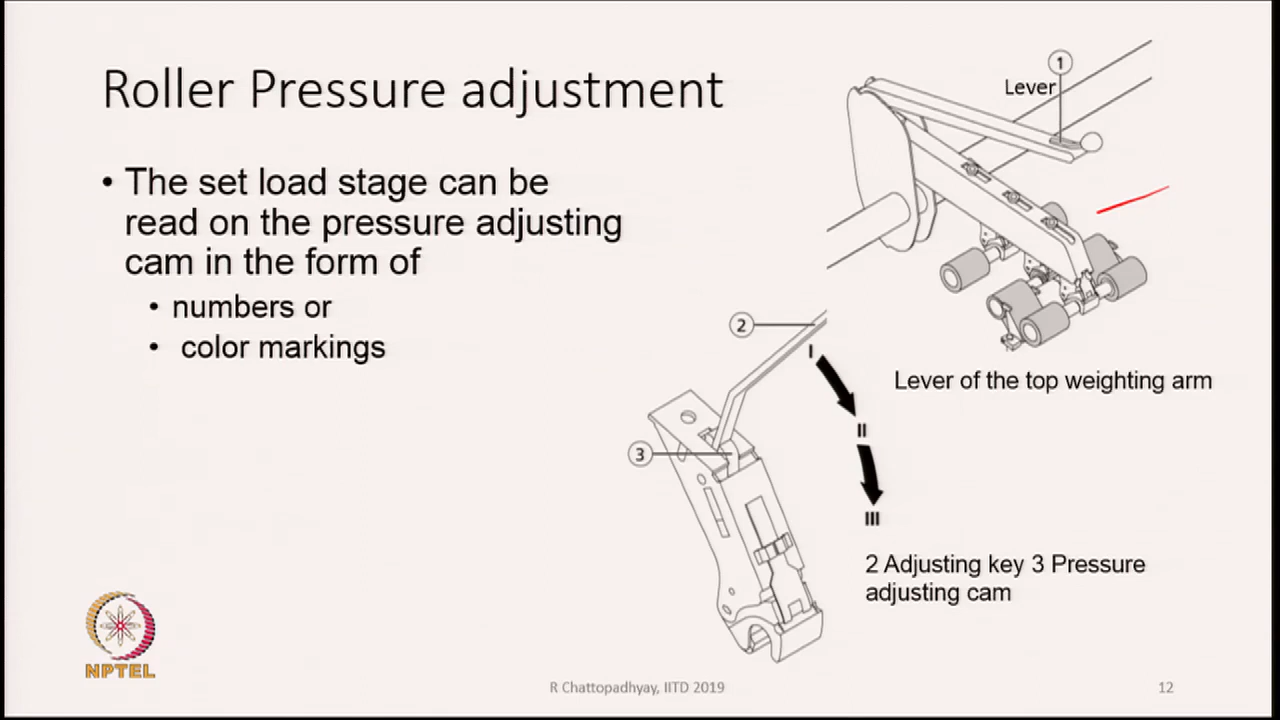 Roller Pressure adjustment
• The set load stage can be
read on the pressure adjusting
cam in the form of
• numbers or
• color markings
1
Lever
Lever of the top weighting arm
2
I
II
3
III
2 Adjusting key 3 Pressure
adjusting cam
NPTEL
R Chattopadhyay, IITD 2019
12